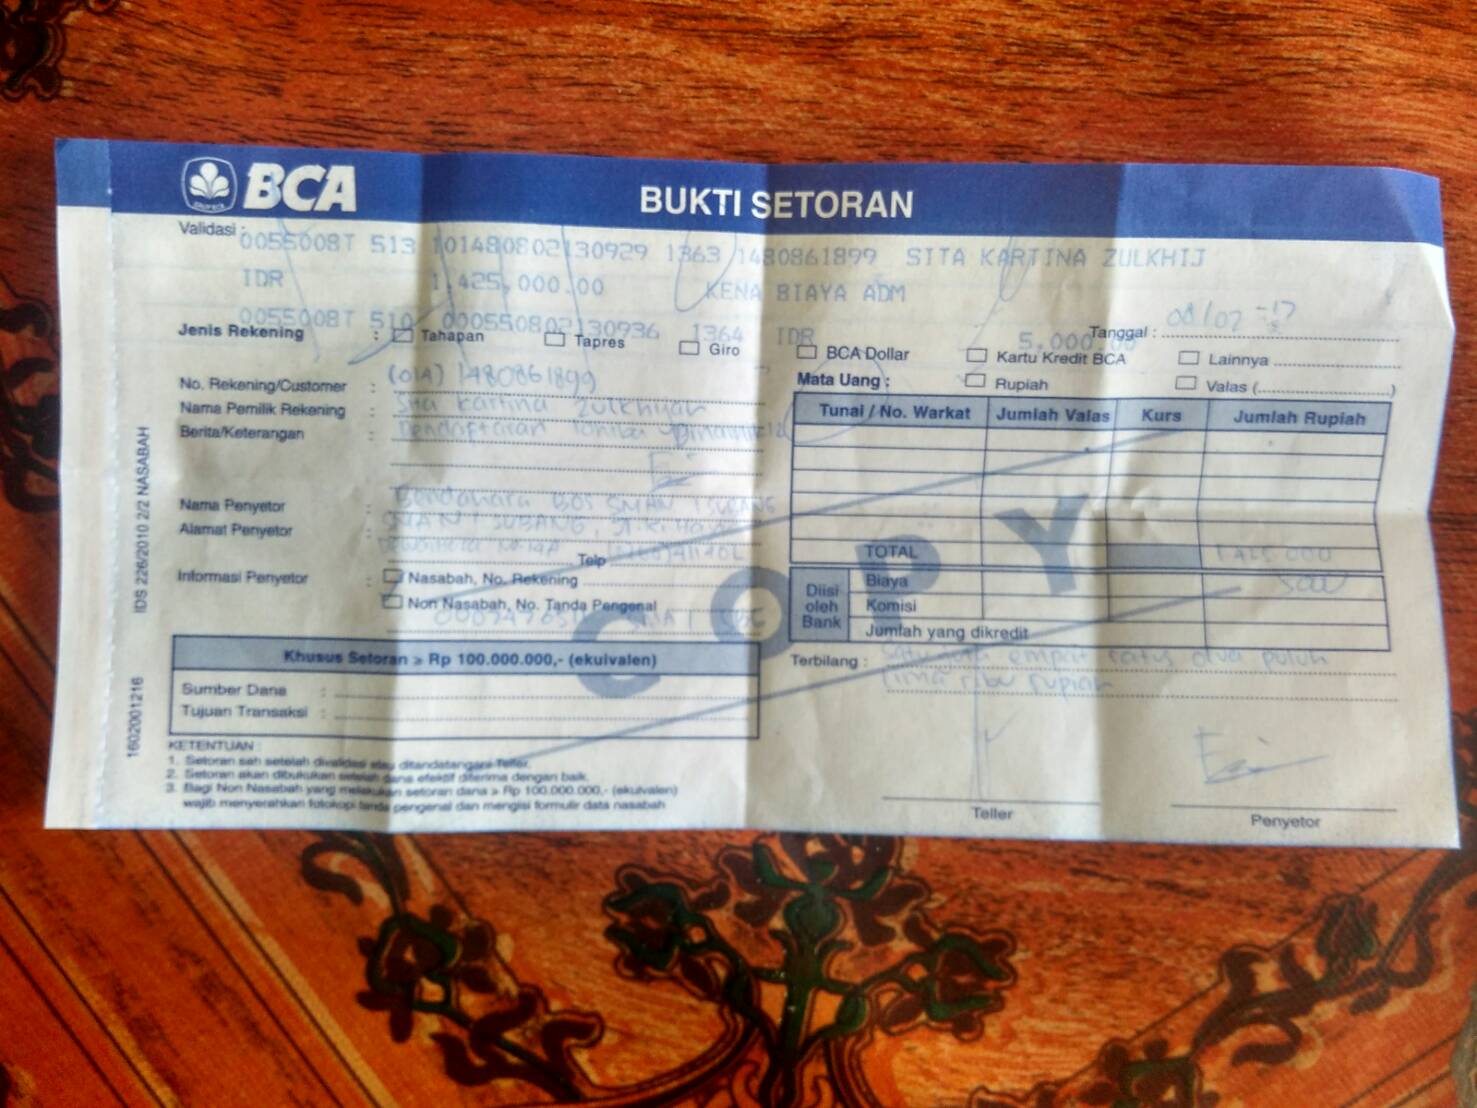 BCA
BUKTI SETORAN
Validasi :
0055008T 513 101480802130929 1363 1480861899 SITA KARTINA ZULKHIJ
IDR 1,425,000.00 KENA BIAYA ADM
0055008T 510 000550802130936 1364 IDR 5,000.00
Tanggal : 08/02 -17
Jenis Rekening : Tahapan Tapres Giro BCA Dollar Kartu Kredit BCA Lainnya
No. Rekening/Customer : (014) 1480861899
Mata Uang : Rupiah Valas (....................)
Nama Pemilik Rekening : Sita Kartina Zulkhijah
Berita/Keterangan : Pendaftaran lomba
Nama Penyetor : Bendahara BOS SMAN 1 SUBANG
Alamat Penyetor : SMAN 1 SUBANG, Jl. Ki Hajar
Telp
Informasi Penyetor : Nasabah, No. Rekening
Non Nasabah, No. Tanda Pengenal
Tunai / No. Warkat Jumlah Valas Kurs Jumlah Rupiah
TOTAL 1.425.000
Diisi oleh Bank
Biaya 5000
Komisi
Jumlah yang dikredit
COPY
Terbilang : Satu juta empat ratus dua puluh
lima ribu rupiah
Khusus Setoran ≥ Rp 100.000.000,- (ekuivalen)
Sumber Dana :
Tujuan Transaksi :
KETENTUAN :
1. Setoran sah setelah divalidasi atau ditandatangani Teller.
2. Setoran akan dibukukan setelah dana efektif diterima dengan baik.
3. Bagi Non Nasabah yang melakukan setoran dana ≥ Rp 100.000.000,- (ekuivalen)
wajib menyerahkan fotokopi tanda pengenal dan mengisi formulir data nasabah
Teller
Penyetor
IDS 226/2010 2/2 NASABAH
1602001216